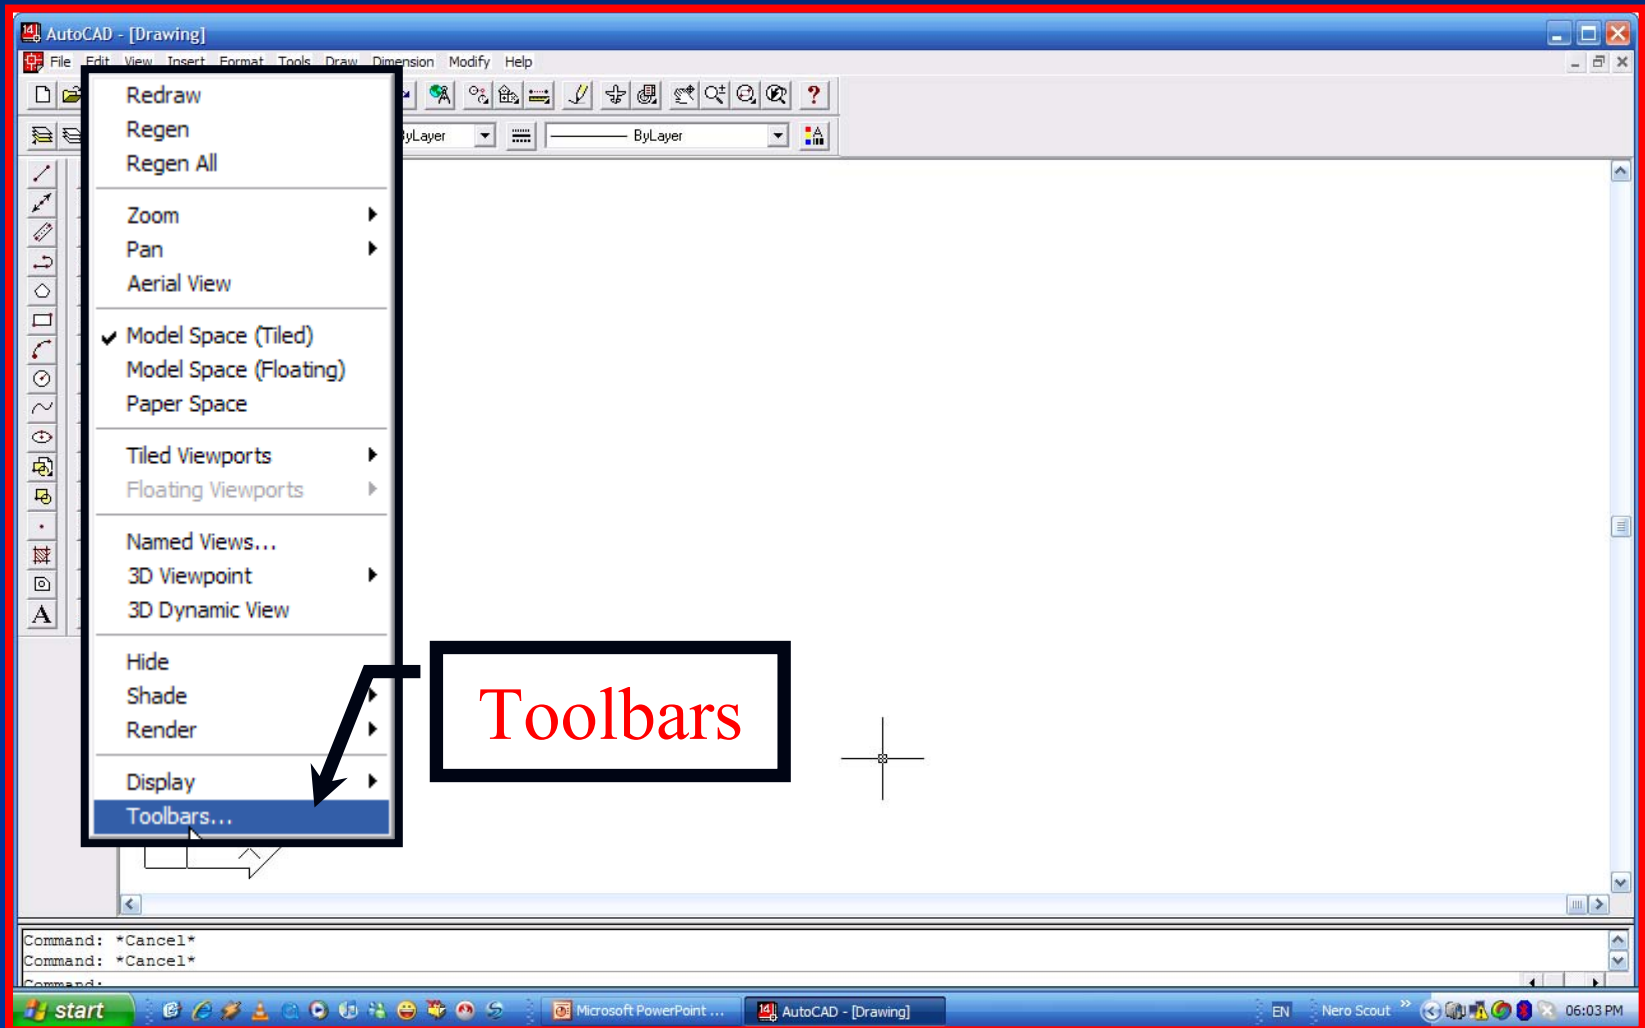 AutoCAD - [Drawing]
File Edit View Insert Format Tools Draw Dimension Modify Help
ByLayer
ByLayer
Redraw
Regen
Regen All
Zoom
Pan
Aerial View
Model Space (Tiled)
Model Space (Floating)
Paper Space
Tiled Viewports
Floating Viewports
Named Views...
3D Viewpoint
3D Dynamic View
Hide
Shade
Render
Display
Toolbars...
Toolbars
Command: *Cancel*
Command: *Cancel*
Command:
start
Microsoft PowerPoint ...
AutoCAD - [Drawing]
EN
Nero Scout
06:03 PM